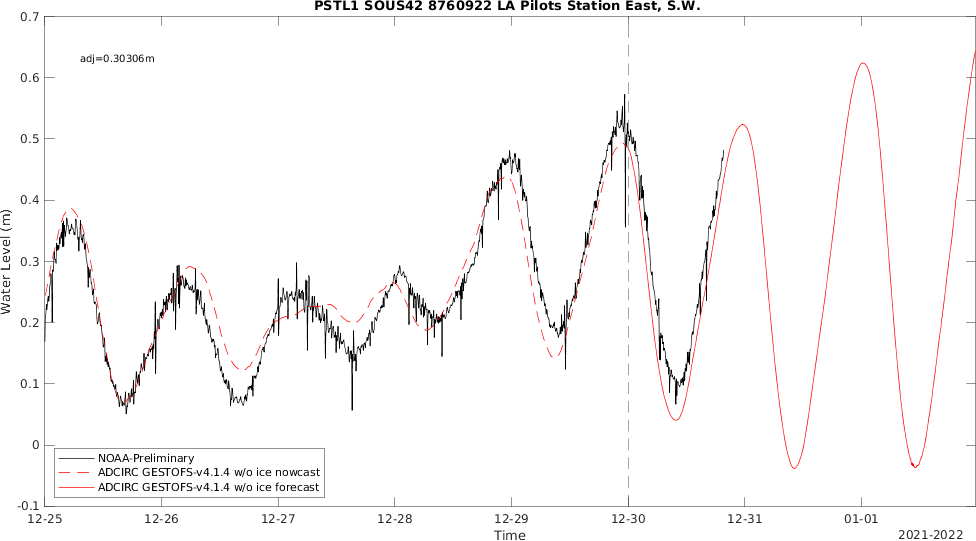 PSTL1 SOUS42 8760922 LA Pilots Station East, S.W.
0.7
adj=0.30306m
0.6
0.5
0.4
0.3
0.2
0.1
0
-0.1
Water Level (m)
NOAA-Preliminary
ADCIRC GESTOFS-v4.1.4 w/o ice nowcast
ADCIRC GESTOFS-v4.1.4 w/o ice forecast
12-25 12-26 12-27 12-28 12-29 12-30 12-31 01-01
Time
2021-2022